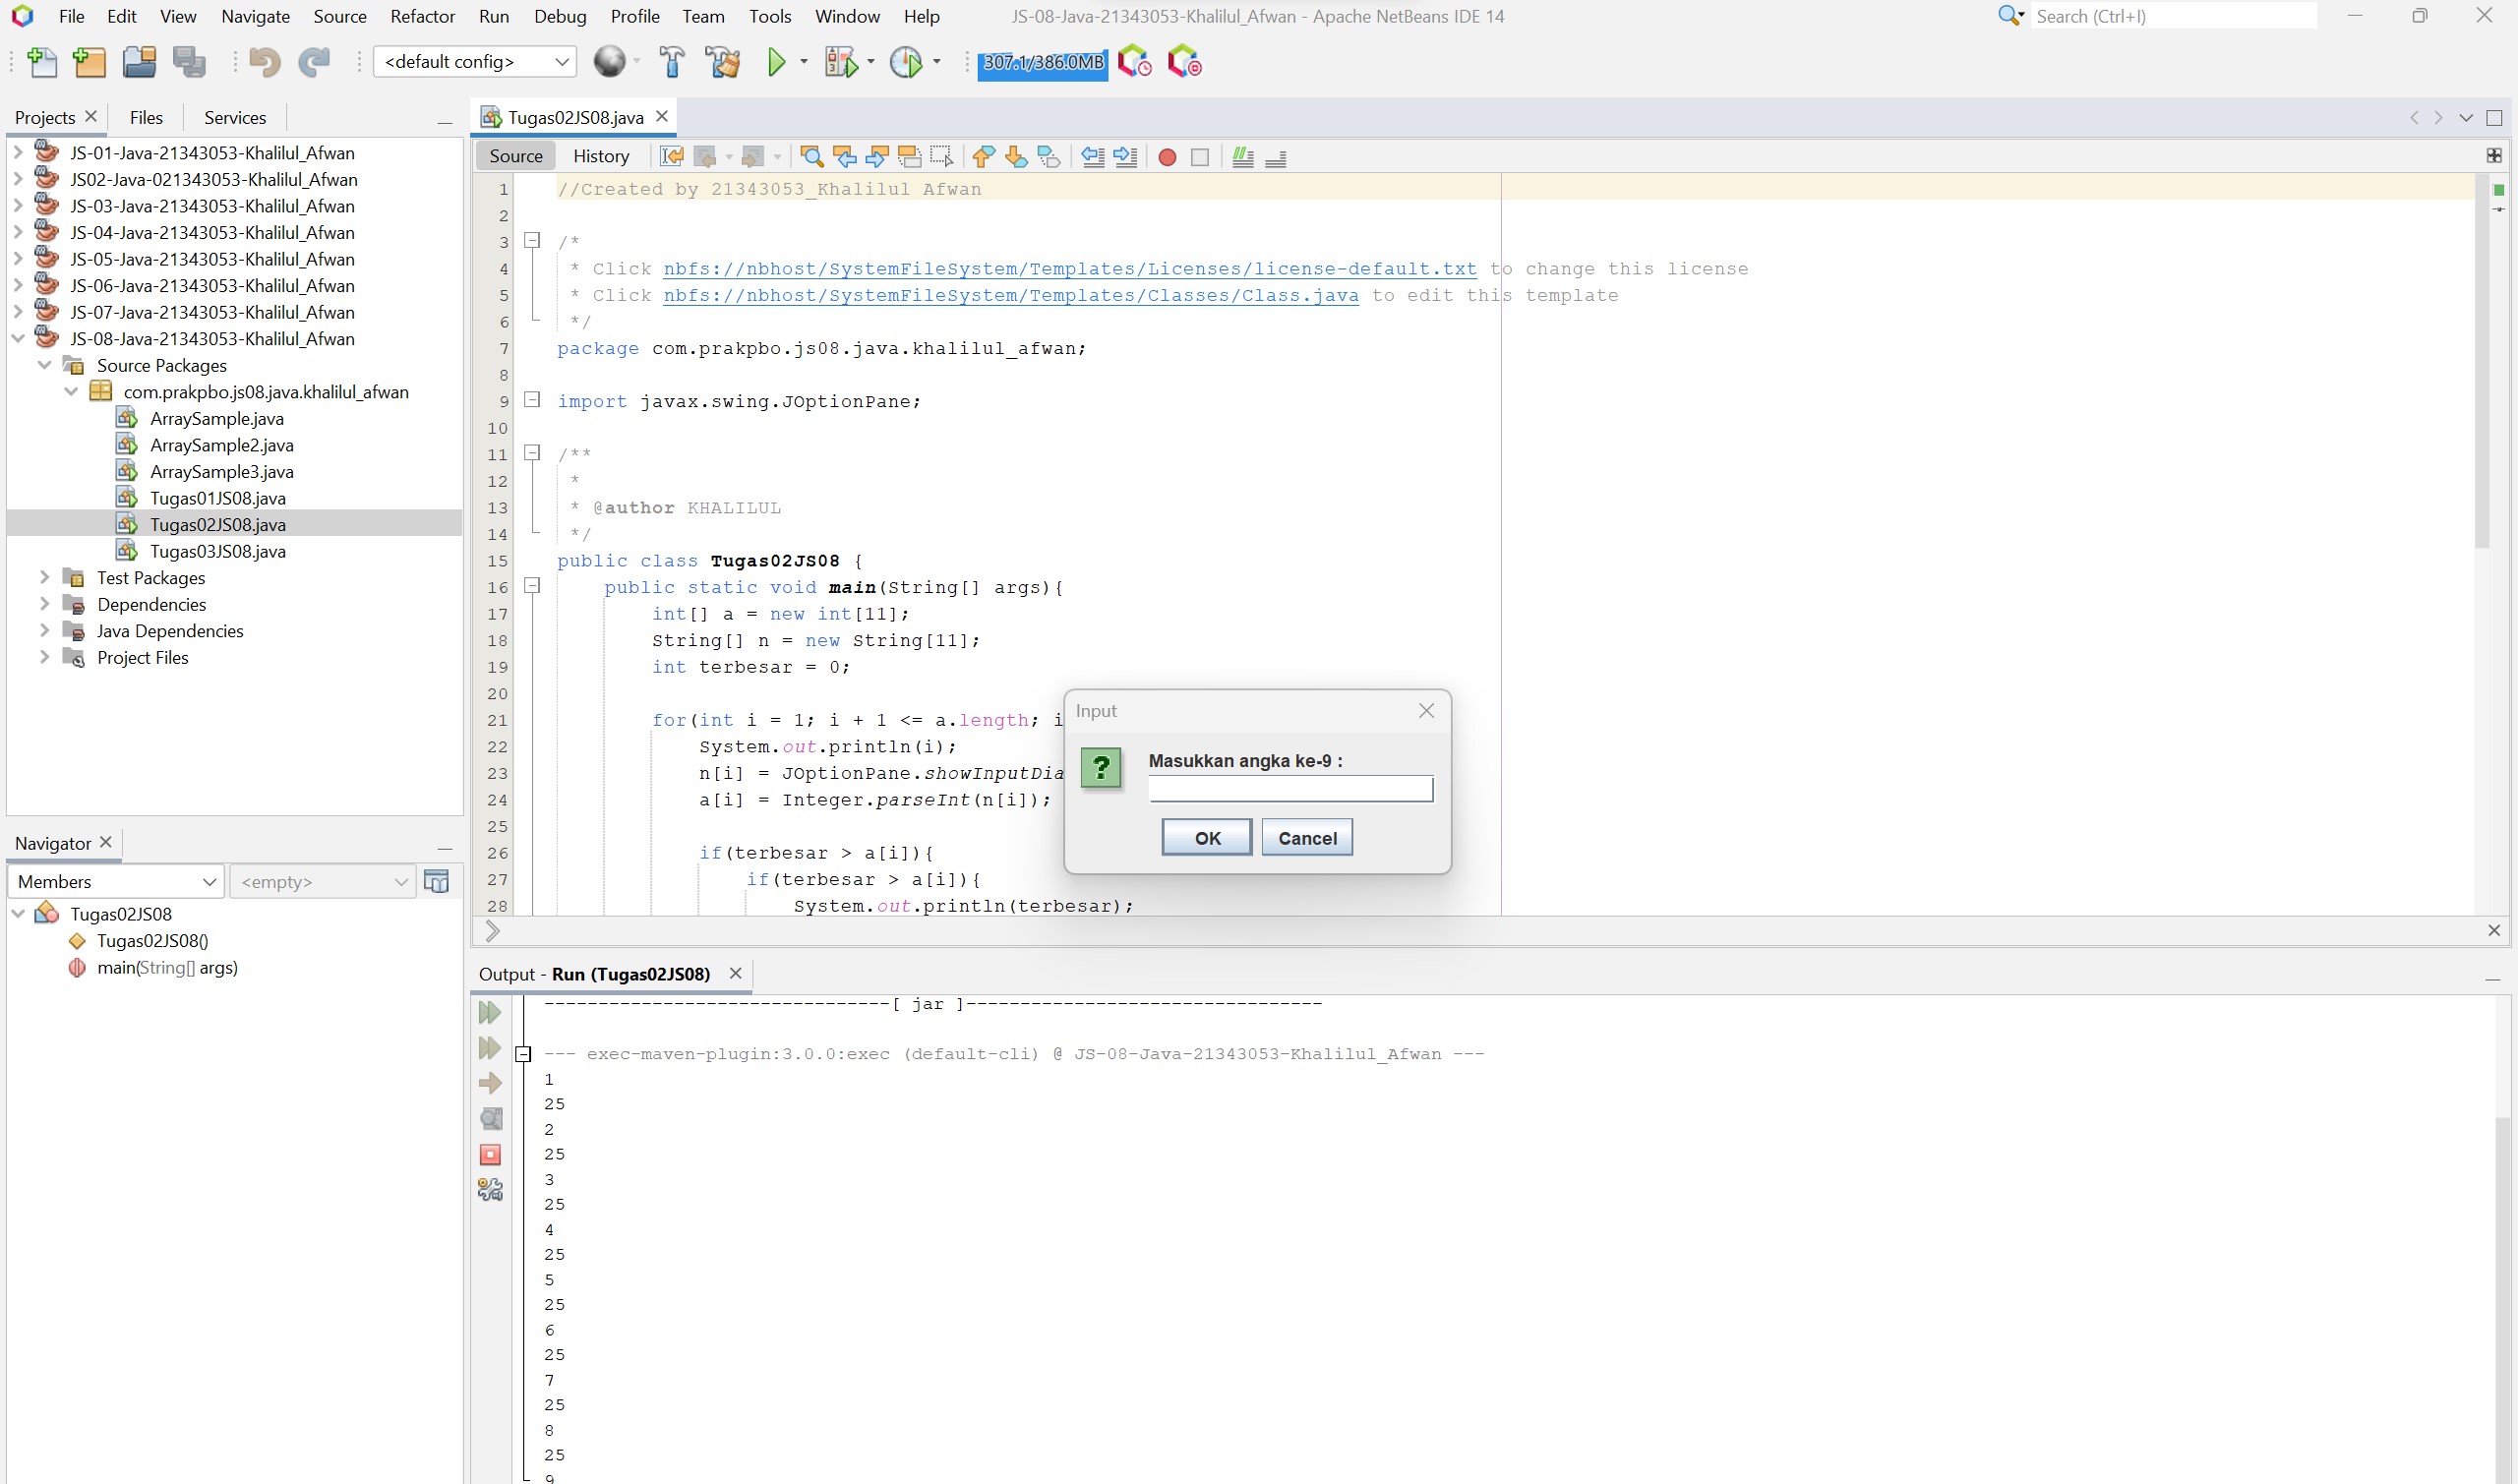 File Edit View Navigate Source Refactor Run Debug Profile Team Tools Window Help JS-08-Java-21343053-Khalilul_Afwan - Apache NetBeans IDE 14 Search (Ctrl+I)
<default config> 307.1/386.0MB
Projects Files Services
JS-01-Java-21343053-Khalilul_Afwan
JS02-Java-021343053-Khalilul_Afwan
JS-03-Java-21343053-Khalilul_Afwan
JS-04-Java-21343053-Khalilul_Afwan
JS-05-Java-21343053-Khalilul_Afwan
JS-06-Java-21343053-Khalilul_Afwan
JS-07-Java-21343053-Khalilul_Afwan
JS-08-Java-21343053-Khalilul_Afwan
Source Packages
com.prakpbo.js08.java.khalilul_afwan
ArraySample.java
ArraySample2.java
ArraySample3.java
Tugas01JS08.java
Tugas02JS08.java
Tugas03JS08.java
Test Packages
Dependencies
Java Dependencies
Project Files
Navigator
Members <empty>
Tugas02JS08
Tugas02JS08()
main(String[] args)
Tugas02JS08.java
Source History
1 //Created by 21343053_Khalilul Afwan
2
3 /*
4 * Click nbfs://nbhost/SystemFileSystem/Templates/Licenses/license-default.txt to change this license
5 * Click nbfs://nbhost/SystemFileSystem/Templates/Classes/Class.java to edit this template
6 */
7 package com.prakpbo.js08.java.khalilul_afwan;
8
9 import javax.swing.JOptionPane;
10
11 /**
12 *
13 * @author KHALILUL
14 */
15 public class Tugas02JS08 {
16 public static void main(String[] args){
17 int[] a = new int[11];
18 String[] n = new String[11];
19 int terbesar = 0;
20
21 for(int i = 1; i + 1 <= a.length; i
22 System.out.println(i);
23 n[i] = JOptionPane.showInputDia
24 a[i] = Integer.parseInt(n[i]);
25
26 if(terbesar > a[i]){
27 if(terbesar > a[i]){
28 System.out.println(terbesar);
Input
Masukkan angka ke-9 :
OK Cancel
Output - Run (Tugas02JS08)
--------------------------------[ jar ]---------------------------------
--- exec-maven-plugin:3.0.0:exec (default-cli) @ JS-08-Java-21343053-Khalilul_Afwan ---
1
25
2
25
3
25
4
25
5
25
6
25
7
25
8
25
9